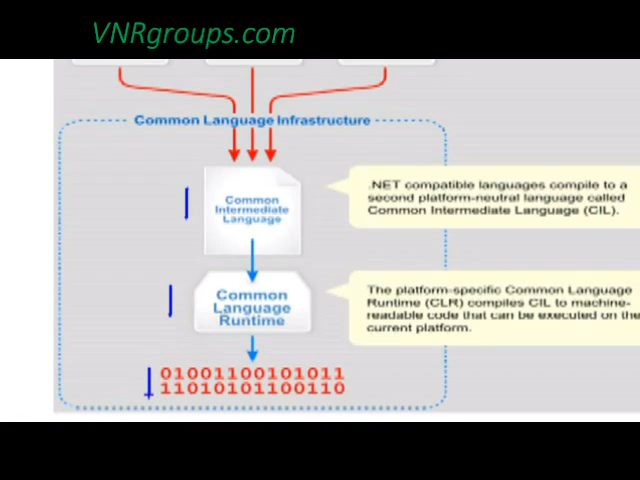 VNRgroups.com
Common Language Infrastructure
Common
Intermediate
Language
.NET compatible languages compile to a
second platform-neutral language called
Common Intermediate Language (CIL).
Common
Language
Runtime
The platform-specific Common Language
Runtime (CLR) compiles CIL to machine-
readable code that can be executed on the
current platform.
01001100101011
11010101100110